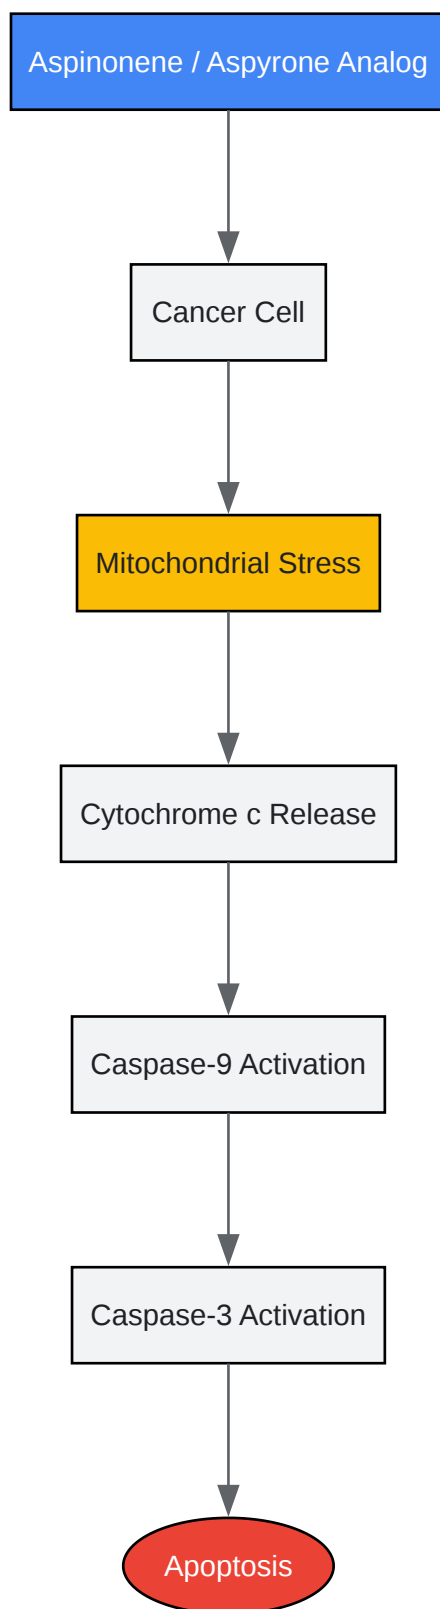 Aspinonene / Aspyrone Analog
Cancer Cell
Mitochondrial Stress
Cytochrome c Release
Caspase-9 Activation
Caspase-3 Activation
Apoptosis